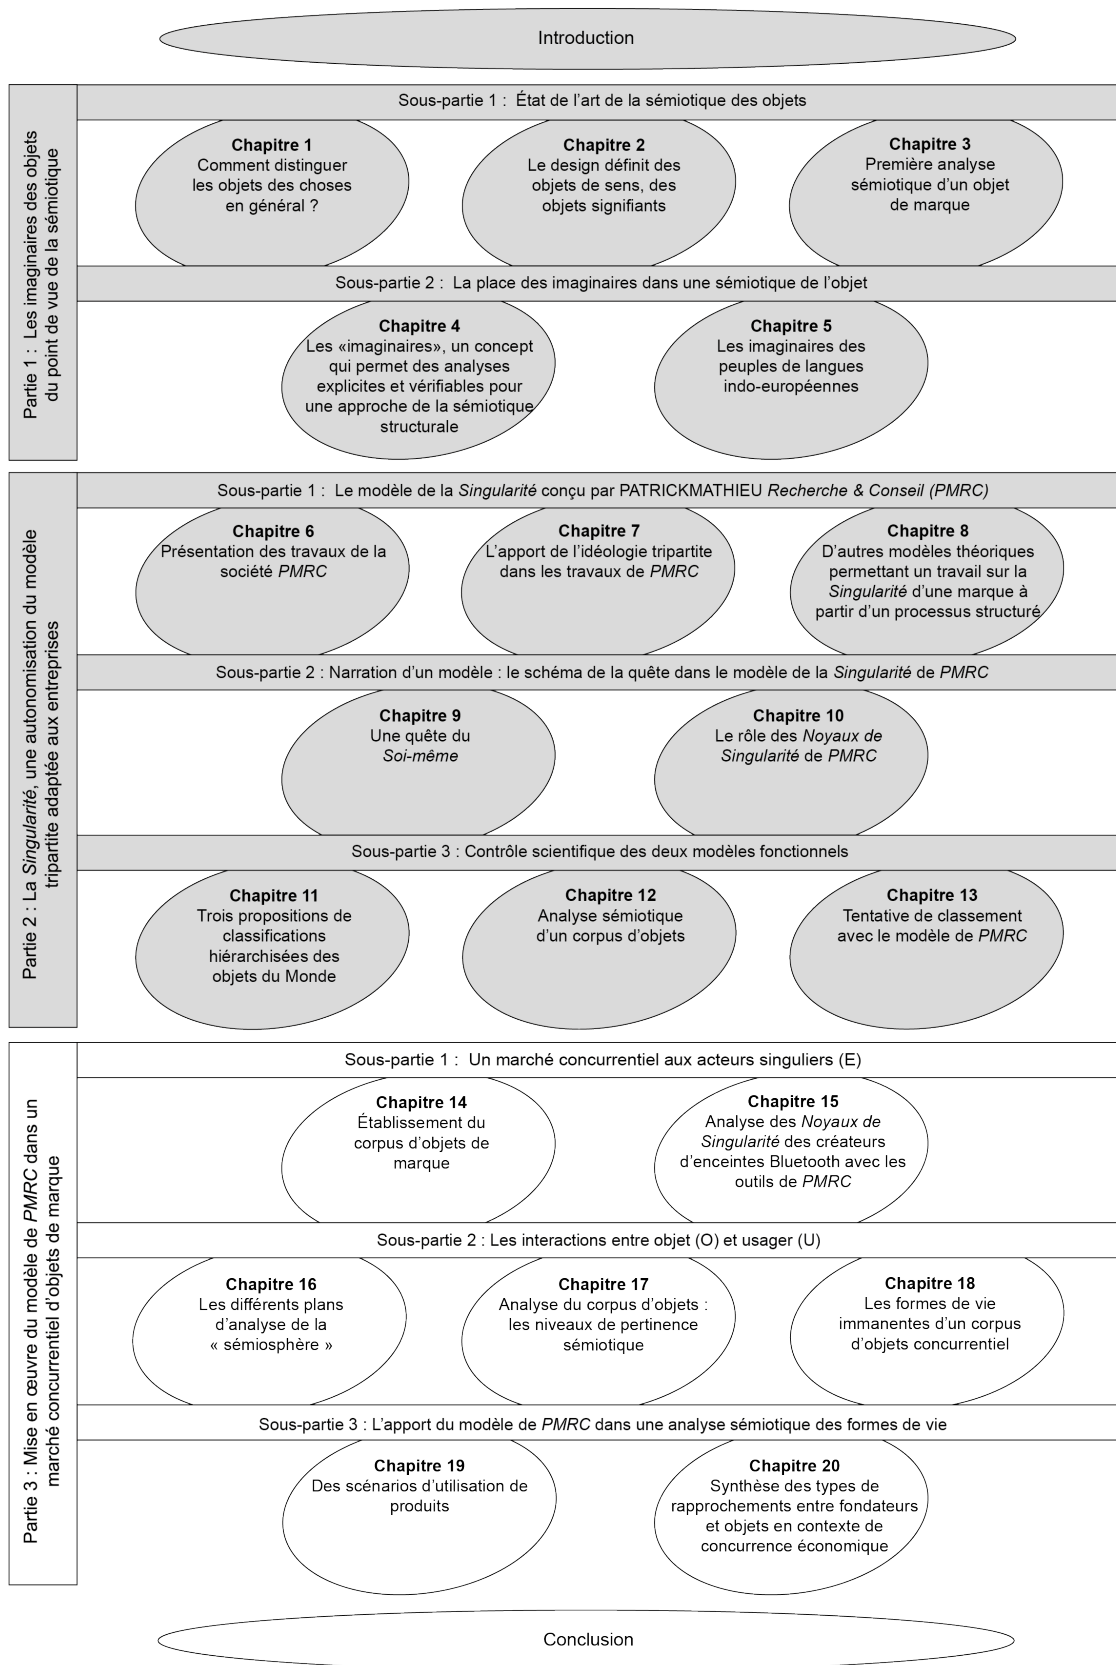 Introduction
Partie 1 : Les imaginaires des objets
du point de vue de la sémiotique
Sous-partie 1 : État de l'art de la sémiotique des objets
Chapitre 1
Comment distinguer
les objets des choses
en général ?
Chapitre 2
Le design définit des
objets de sens, des
objets signifiants
Chapitre 3
Première analyse
sémiotique d'un objet
de marque
Sous-partie 2 : La place des imaginaires dans une sémiotique de l'objet
Chapitre 4
Les «imaginaires», un concept
qui permet des analyses
explicites et vérifiables pour
une approche de la sémiotique
structurale
Chapitre 5
Les imaginaires des
peuples de langues
indo-européennes
Partie 2 : La Singularité, une autonomisation du modèle
tripartite adaptée aux entreprises
Sous-partie 1 : Le modèle de la Singularité conçu par PATRICKMATHIEU Recherche & Conseil (PMRC)
Chapitre 6
Présentation des travaux de la
société PMRC
Chapitre 7
L'apport de l'idéologie tripartite
dans les travaux de PMRC
Chapitre 8
D'autres modèles théoriques
permettant un travail sur la
Singularité d'une marque à
partir d'un processus structuré
Sous-partie 2 : Narration d'un modèle : le schéma de la quête dans le modèle de la Singularité de PMRC
Chapitre 9
Une quête du
Soi-même
Chapitre 10
Le rôle des Noyaux de
Singularité de PMRC
Sous-partie 3 : Contrôle scientifique des deux modèles fonctionnels
Chapitre 11
Trois propositions de
classifications
hiérarchisées des
objets du Monde
Chapitre 12
Analyse sémiotique
d'un corpus d'objets
Chapitre 13
Tentative de classement
avec le modèle de PMRC
Partie 3 : Mise en œuvre du modèle de PMRC dans un
marché concurrentiel d'objets de marque
Sous-partie 1 : Un marché concurrentiel aux acteurs singuliers (E)
Chapitre 14
Établissement du
corpus d'objets de
marque
Chapitre 15
Analyse des Noyaux de
Singularité des créateurs
d'enceintes Bluetooth avec les
outils de PMRC
Sous-partie 2 : Les interactions entre objet (O) et usager (U)
Chapitre 16
Les différents plans
d'analyse de la
« sémiosphère »
Chapitre 17
Analyse du corpus d'objets :
les niveaux de pertinence
sémiotique
Chapitre 18
Les formes de vie
immanentes d'un corpus
d'objets concurrentiel
Sous-partie 3 : L'apport du modèle de PMRC dans une analyse sémiotique des formes de vie
Chapitre 19
Des scénarios d'utilisation de
produits
Chapitre 20
Synthèse des types de
rapprochements entre fondateurs
et objets en contexte de
concurrence économique
Conclusion